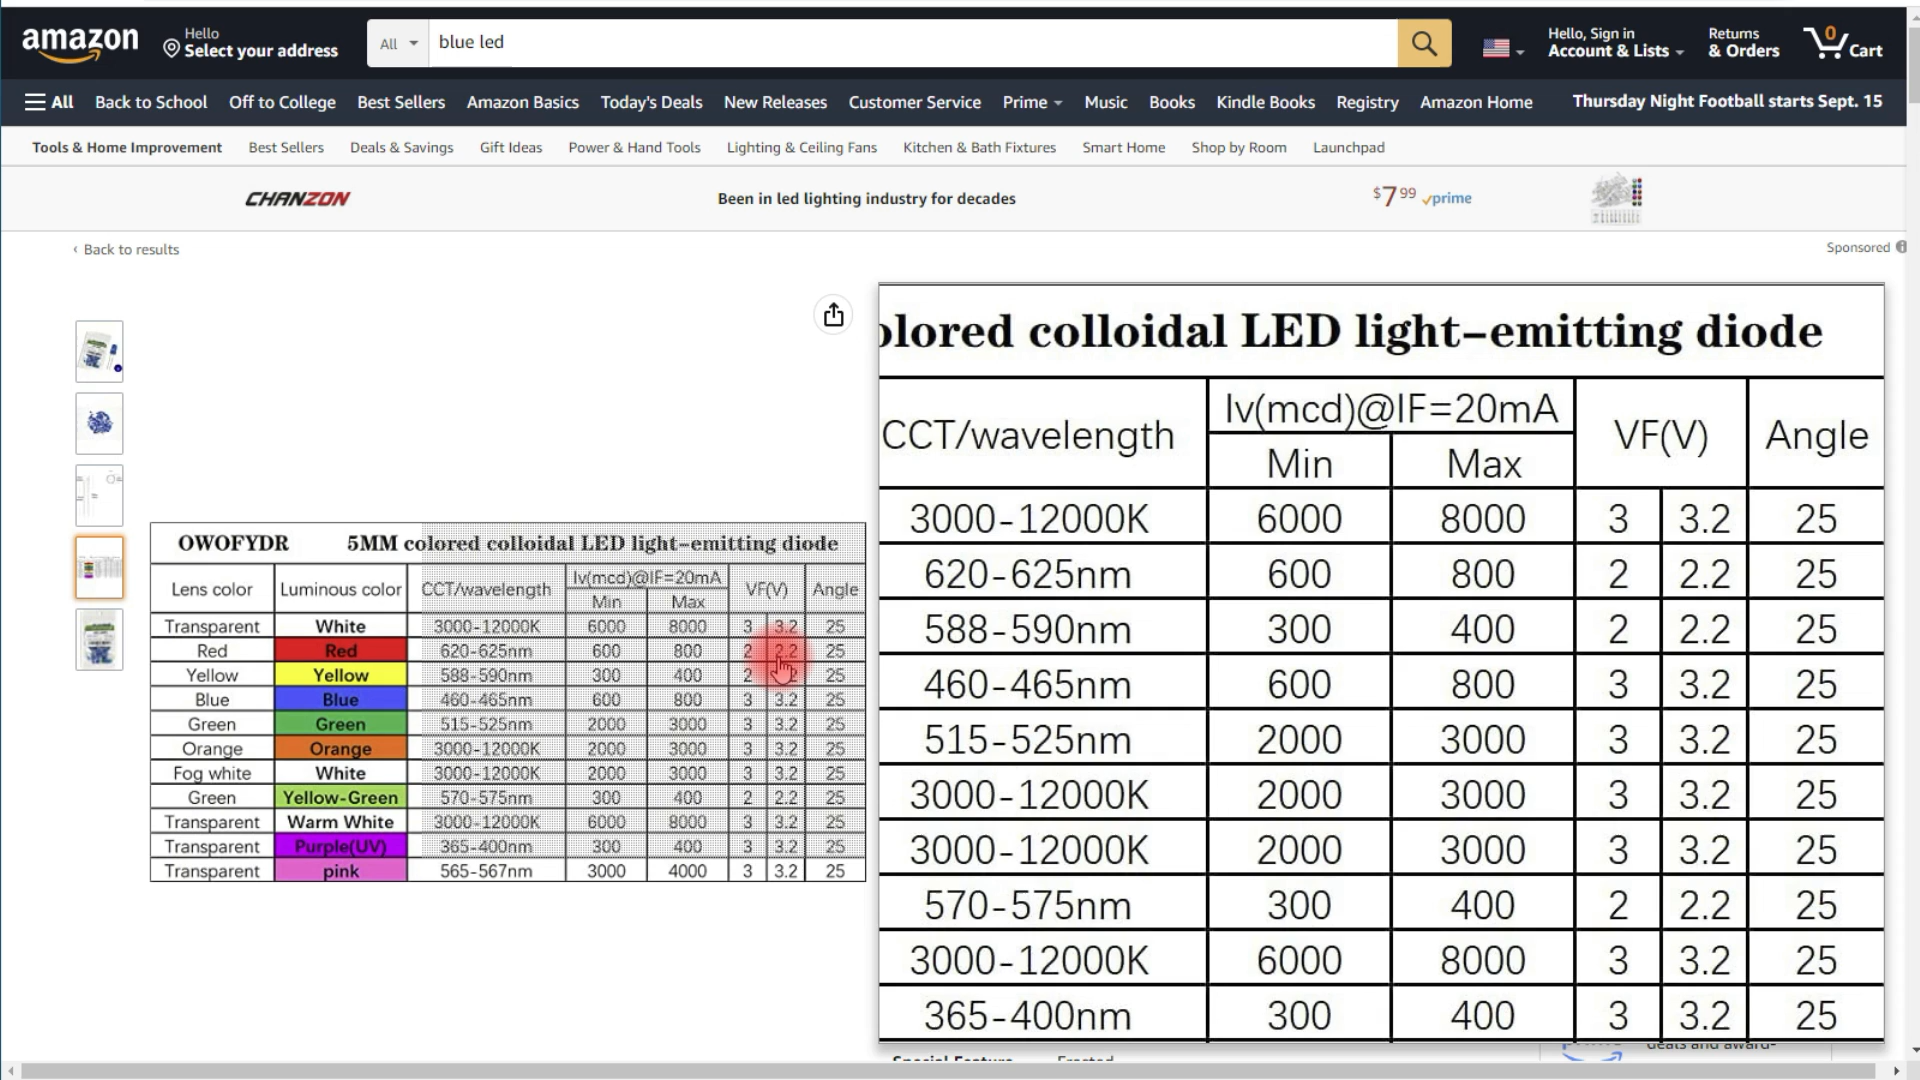 amazon
Hello
Select your address
All
blue led
Hello, Sign in
Account & Lists
Returns
& Orders
0
Cart
All
Back to School
Off to College
Best Sellers
Amazon Basics
Today's Deals
New Releases
Customer Service
Prime
Music
Books
Kindle Books
Registry
Amazon Home
Thursday Night Football starts Sept. 15
Tools & Home Improvement
Best Sellers
Deals & Savings
Gift Ideas
Power & Hand Tools
Lighting & Ceiling Fans
Kitchen & Bath Fixtures
Smart Home
Shop by Room
Launchpad
CHANZON
Been in led lighting industry for decades
$7 99 prime
‹ Back to results
Sponsored
OWOFYDR 5MM colored colloidal LED light-emitting diode
Lens color Luminous color CCT/wavelength Iv(mcd)@IF=20mA VF(V) Angle
Min Max
Transparent White 3000-12000K 6000 8000 3 3.2 25
Red Red 620-625nm 600 800 2 2.2 25
Yellow Yellow 588-590nm 300 400 2 25
Blue Blue 460-465nm 600 800 3 3.2 25
Green Green 515-525nm 2000 3000 3 3.2 25
Orange Orange 3000-12000K 2000 3000 3 3.2 25
Fog white White 3000-12000K 2000 3000 3 3.2 25
Green Yellow-Green 570-575nm 300 400 2 2.2 25
Transparent Warm White 3000-12000K 6000 8000 3 3.2 25
Transparent Purple(UV) 365-400nm 300 400 3 3.2 25
Transparent pink 565-567nm 3000 4000 3 3.2 25
olored colloidal LED light-emitting diode
CCT/wavelength Iv(mcd)@IF=20mA VF(V) Angle
Min Max
3000-12000K 6000 8000 3 3.2 25
620-625nm 600 800 2 2.2 25
588-590nm 300 400 2 2.2 25
460-465nm 600 800 3 3.2 25
515-525nm 2000 3000 3 3.2 25
3000-12000K 2000 3000 3 3.2 25
3000-12000K 2000 3000 3 3.2 25
570-575nm 300 400 2 2.2 25
3000-12000K 6000 8000 3 3.2 25
365-400nm 300 400 3 3.2 25
Special Feature Frosted
deals and award-